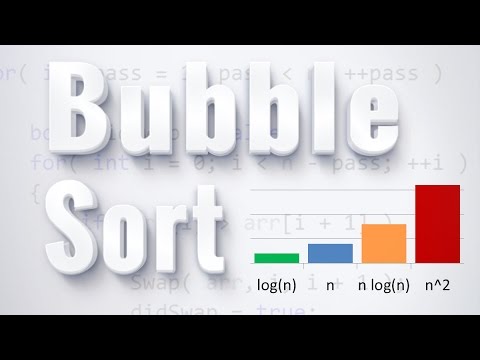 or( i pass = 1 pass < n ++pass )
Bubble
for( int i = 0; i < n - pass; ++i )
{
Sort
arr[i + 1] )
log(n) n n log(n) n^2
Swap( arr, i, i + 1 );
didSwap = true;